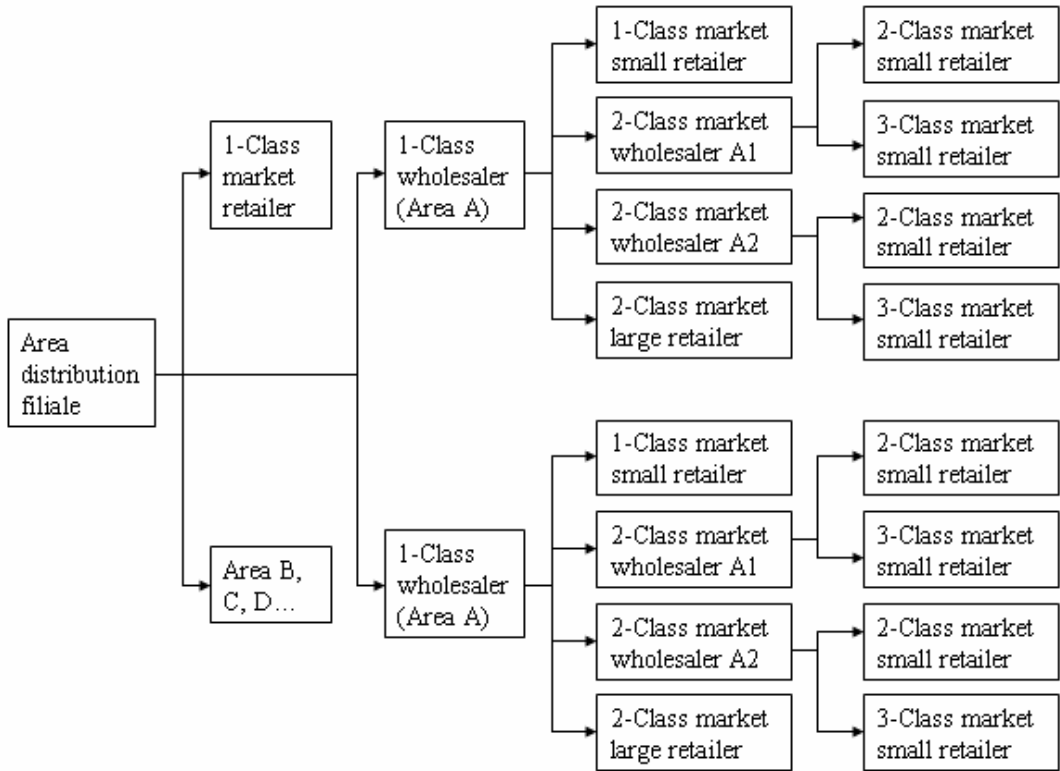 Area
distribution
filiale
1-Class
market
retailer
Area B,
C, D...
1-Class
wholesaler
(Area A)
1-Class
wholesaler
(Area A)
1-Class market
small retailer
2-Class market
wholesaler A1
2-Class market
wholesaler A2
2-Class market
large retailer
2-Class market
small retailer
3-Class market
small retailer
2-Class market
small retailer
3-Class market
small retailer
1-Class market
small retailer
2-Class market
wholesaler A1
2-Class market
wholesaler A2
2-Class market
large retailer
2-Class market
small retailer
3-Class market
small retailer
2-Class market
small retailer
3-Class market
small retailer